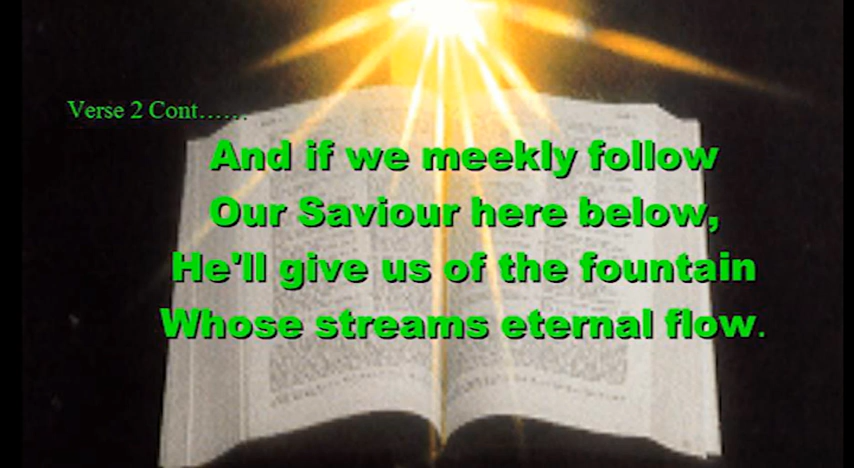 Verse 2 Cont……
And if we meekly follow
Our Saviour here below,
He'll give us of the fountain
Whose streams eternal flow.